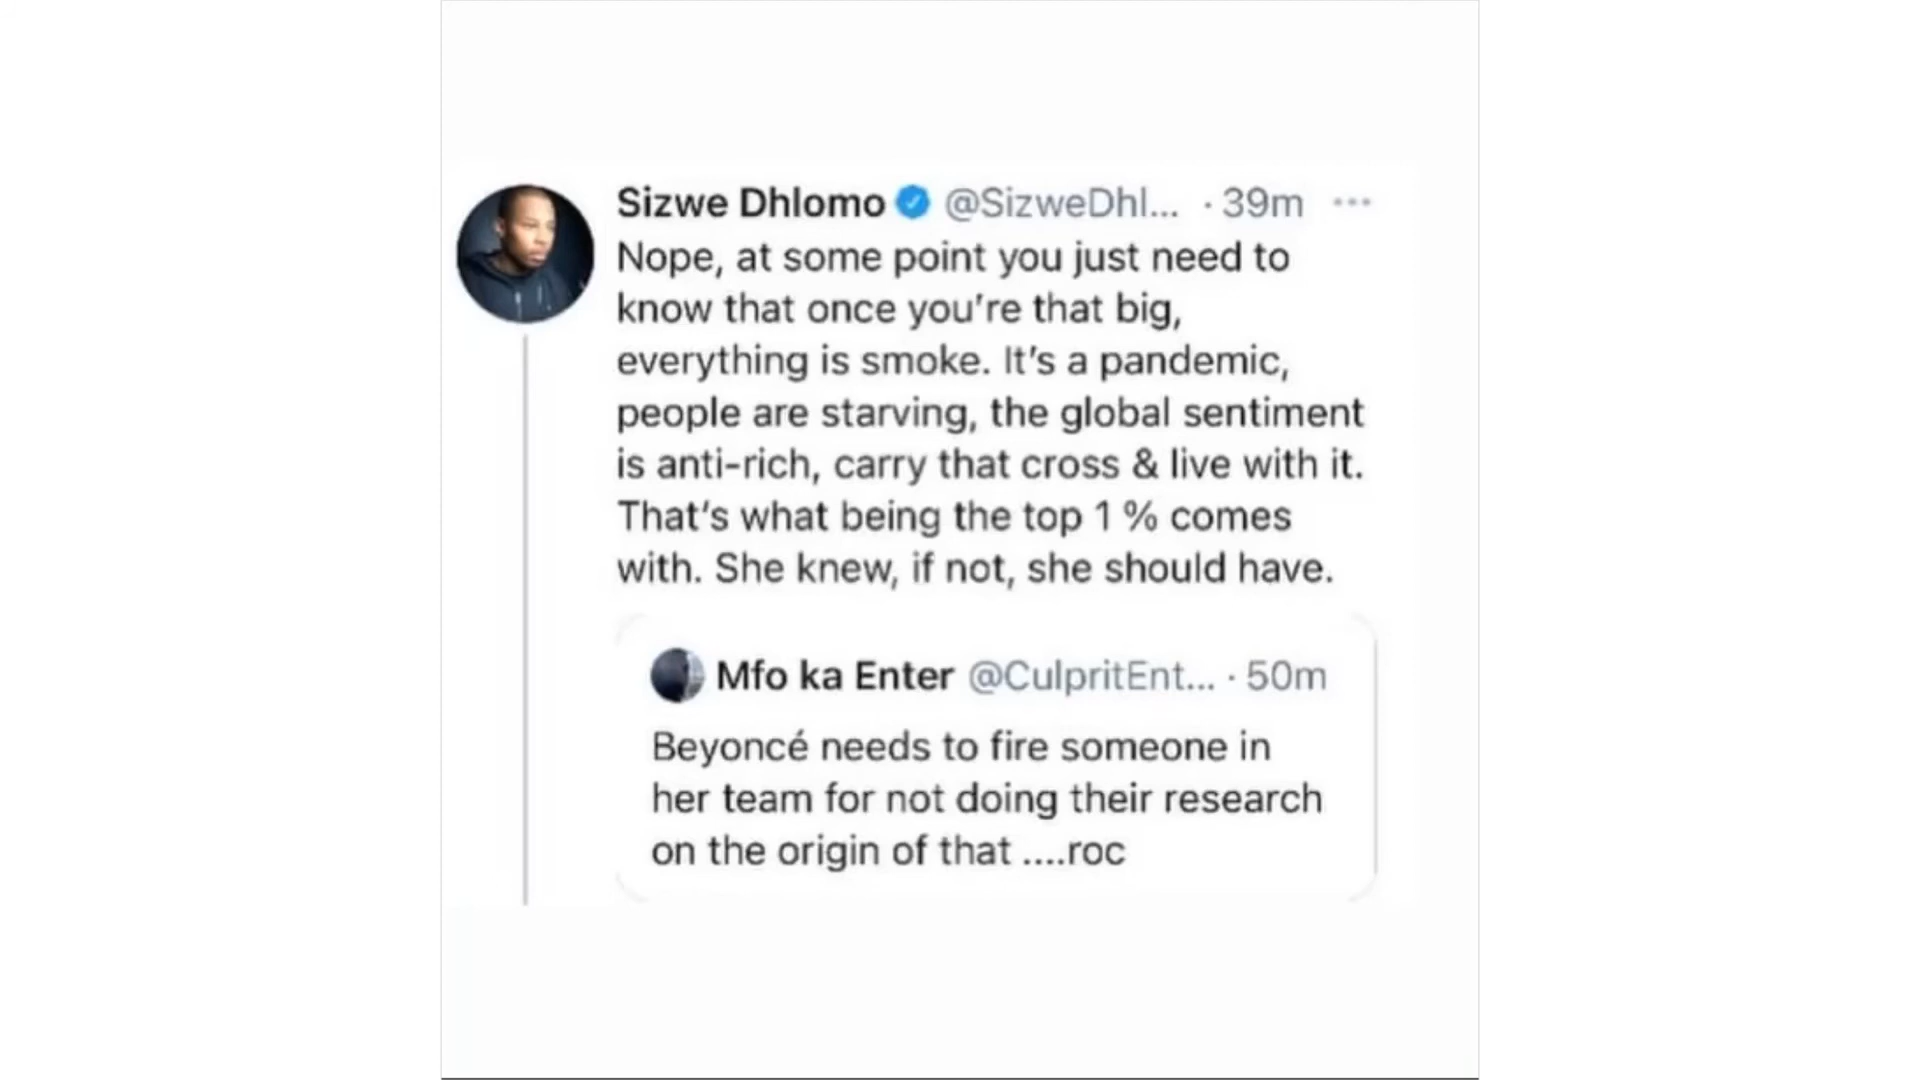 Sizwe Dhlomo @SizweDhl... · 39m ...
Nope, at some point you just need to
know that once you're that big,
everything is smoke. It's a pandemic,
people are starving, the global sentiment
is anti-rich, carry that cross & live with it.
That's what being the top 1 % comes
with. She knew, if not, she should have.
Mfo ka Enter @CulpritEnt... · 50m
Beyoncé needs to fire someone in
her team for not doing their research
on the origin of that ....roc